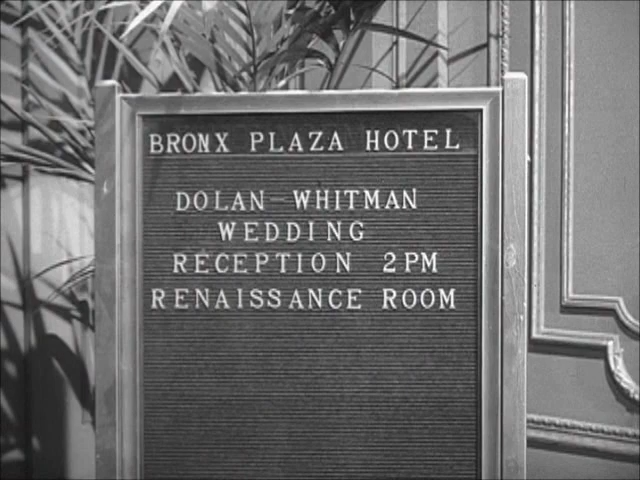 BRONX PLAZA HOTEL
DOLAN-WHITMAN
WEDDING
RECEPTION 2PM
RENAISSANCE ROOM